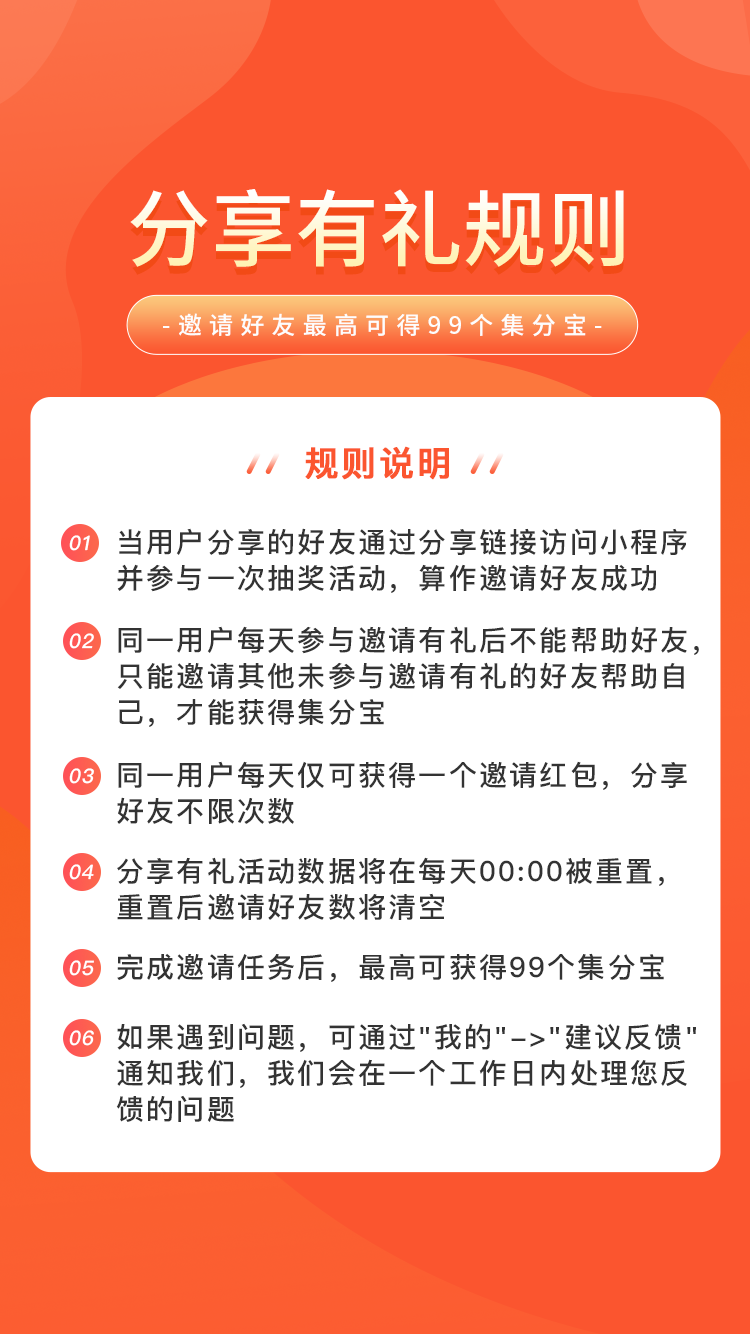 分享有礼规则
-邀请好友最高可得99个集分宝-
规则说明
01 当用户分享的好友通过分享链接访问小程序
并参与一次抽奖活动，算作邀请好友成功
02 同一用户每天参与邀请有礼后不能帮助好友，
只能邀请其他未参与邀请有礼的好友帮助自
己，才能获得集分宝
03 同一用户每天仅可获得一个邀请红包，分享
好友不限次数
04 分享有礼活动数据将在每天00:00被重置，
重置后邀请好友数将清空
05 完成邀请任务后，最高可获得99个集分宝
06 如果遇到问题，可通过"我的"–>"建议反馈"
通知我们，我们会在一个工作日内处理您反
馈的问题